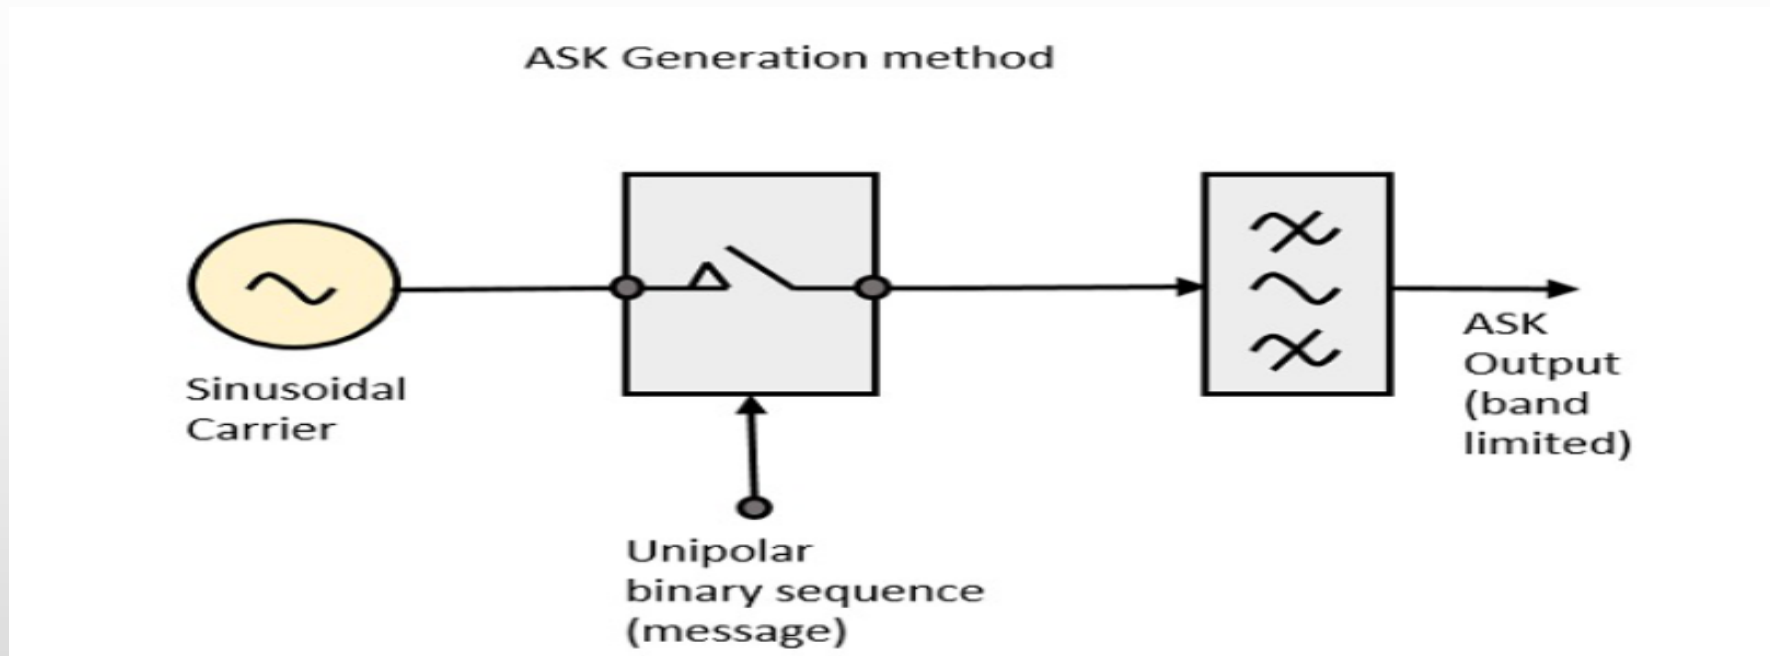 ASK Generation method
Sinusoidal
Carrier
Unipolar
binary sequence
(message)
ASK
Output
(band
limited)